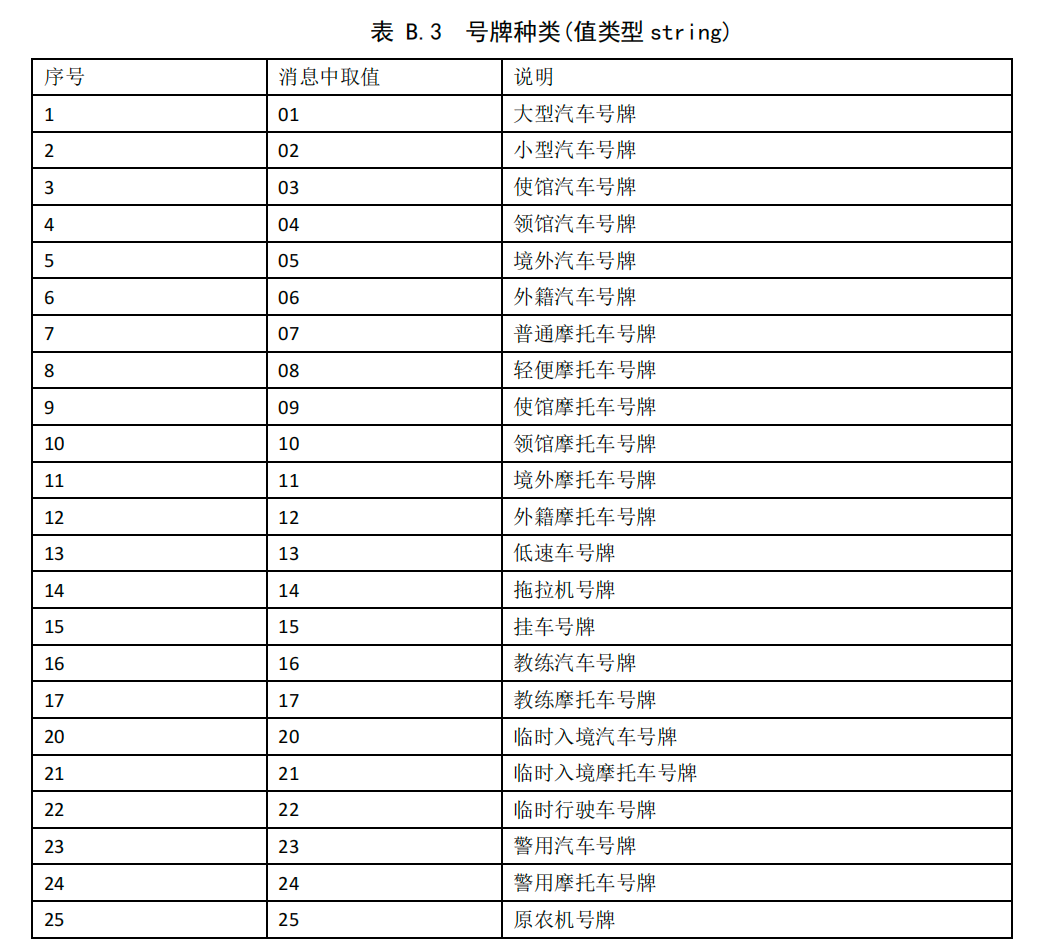 表 B.3 号牌种类(值类型 string)
序号 消息中取值 说明
1 01 大型汽车号牌
2 02 小型汽车号牌
3 03 使馆汽车号牌
4 04 领馆汽车号牌
5 05 境外汽车号牌
6 06 外籍汽车号牌
7 07 普通摩托车号牌
8 08 轻便摩托车号牌
9 09 使馆摩托车号牌
10 10 领馆摩托车号牌
11 11 境外摩托车号牌
12 12 外籍摩托车号牌
13 13 低速车号牌
14 14 拖拉机号牌
15 15 挂车号牌
16 16 教练汽车号牌
17 17 教练摩托车号牌
20 20 临时入境汽车号牌
21 21 临时入境摩托车号牌
22 22 临时行驶车号牌
23 23 警用汽车号牌
24 24 警用摩托车号牌
25 25 原农机号牌